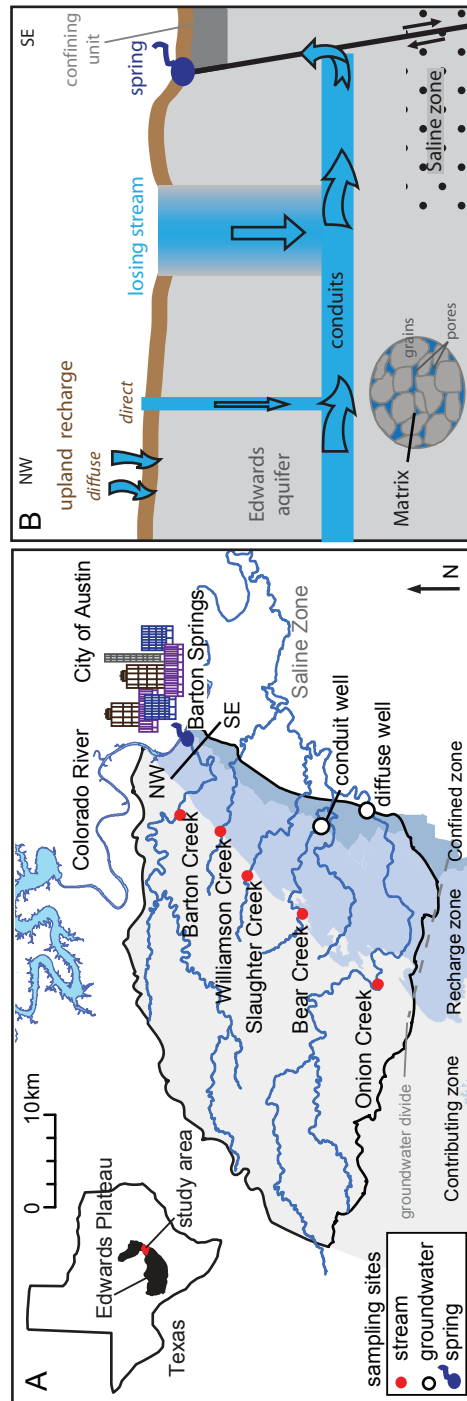 A
Texas
Edwards Plateau
study area
0
10km
Colorado River
City of Austin
Barton Springs
NW
SE
Barton Creek
Williamson Creek
Slaughter Creek
Bear Creek
Onion Creek
Saline Zone
conduit well
diffuse well
groundwater divide
Contributing zone
Recharge zone
Confined zone
N
sampling sites
stream
groundwater
spring
B
NW
SE
upland recharge
diffuse
direct
losing stream
spring
confining
unit
Edwards
aquifer
conduits
Matrix
grains
pores
Saline zone